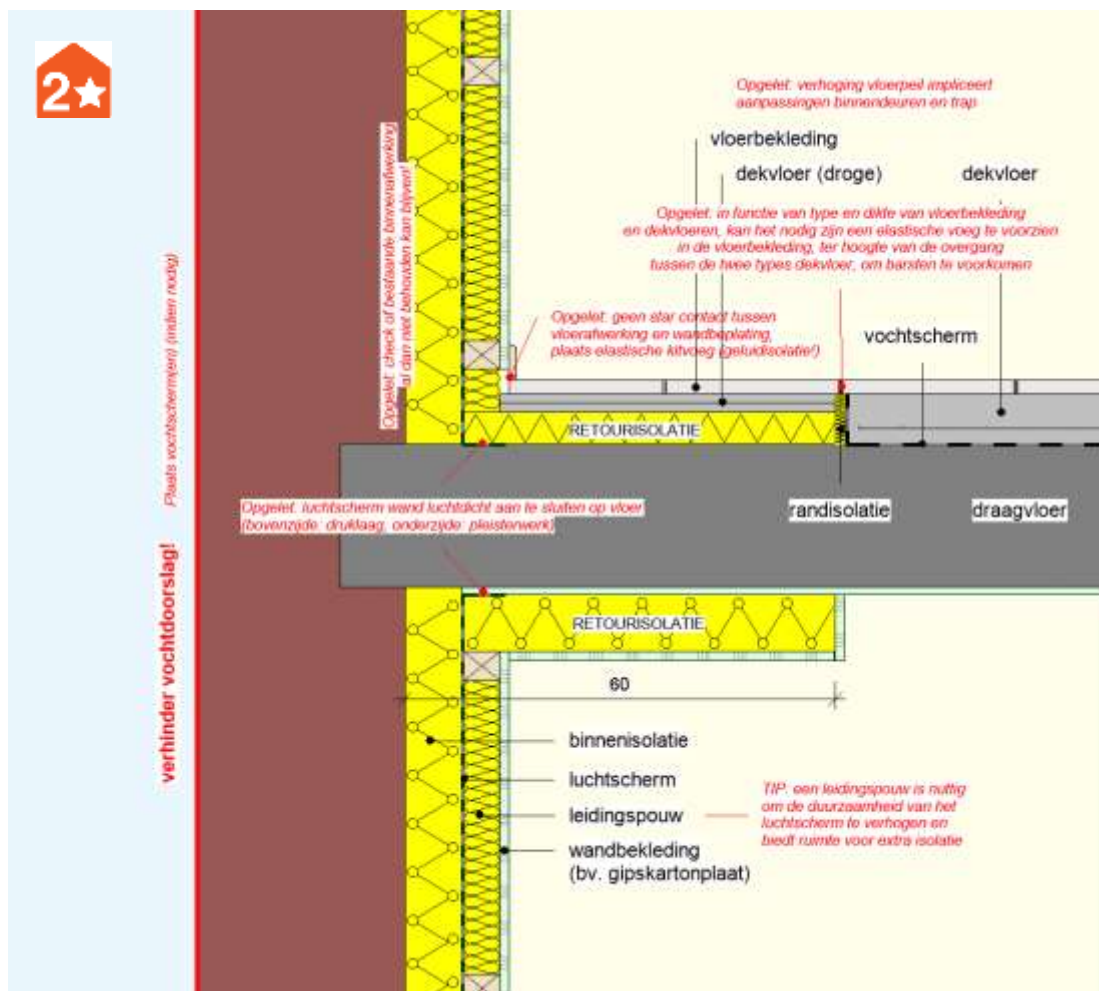 2
Opgelet: verhoging vloerpeil impliceert
aanpassingen binnendeuren en trap
vloerbekleding
dekvloer (droge)
dekvloer
Opgelet: in functie van type en dikte van vloerbekleding
en dekvloeren, kan het nodig zijn een elastische voeg te voorzien
in de vloerbekleding, ter hoogte van de overgang
tussen de twee types dekvloer, om barsten te voorkomen
Opgelet: check of bestaande binnenafwerking
al dan niet behouden kan blijven!
Opgelet: geen star contact tussen
vloerafwerking en wandbeplating,
plaats elastische kitvoeg (geluidisolatie!)
vochtscherm
verhinder vochtdoorslag! Plaats vochtscherm(en) (indien nodig)
RETOURISOLATIE
Opgelet: luchtscherm wand luchtdicht aan te sluiten op vloer
(bovenzijde: druklaag, onderzijde: pleisterwerk)
randisolatie
draagvloer
RETOURISOLATIE
60
binnenisolatie
luchtscherm
leidingspouw
wandbekleding
(bv. gipskartonplaat)
TIP: een leidingspouw is nuttig
om de duurzaamheid van het
luchtscherm te verhogen en
biedt ruimte voor extra isolatie